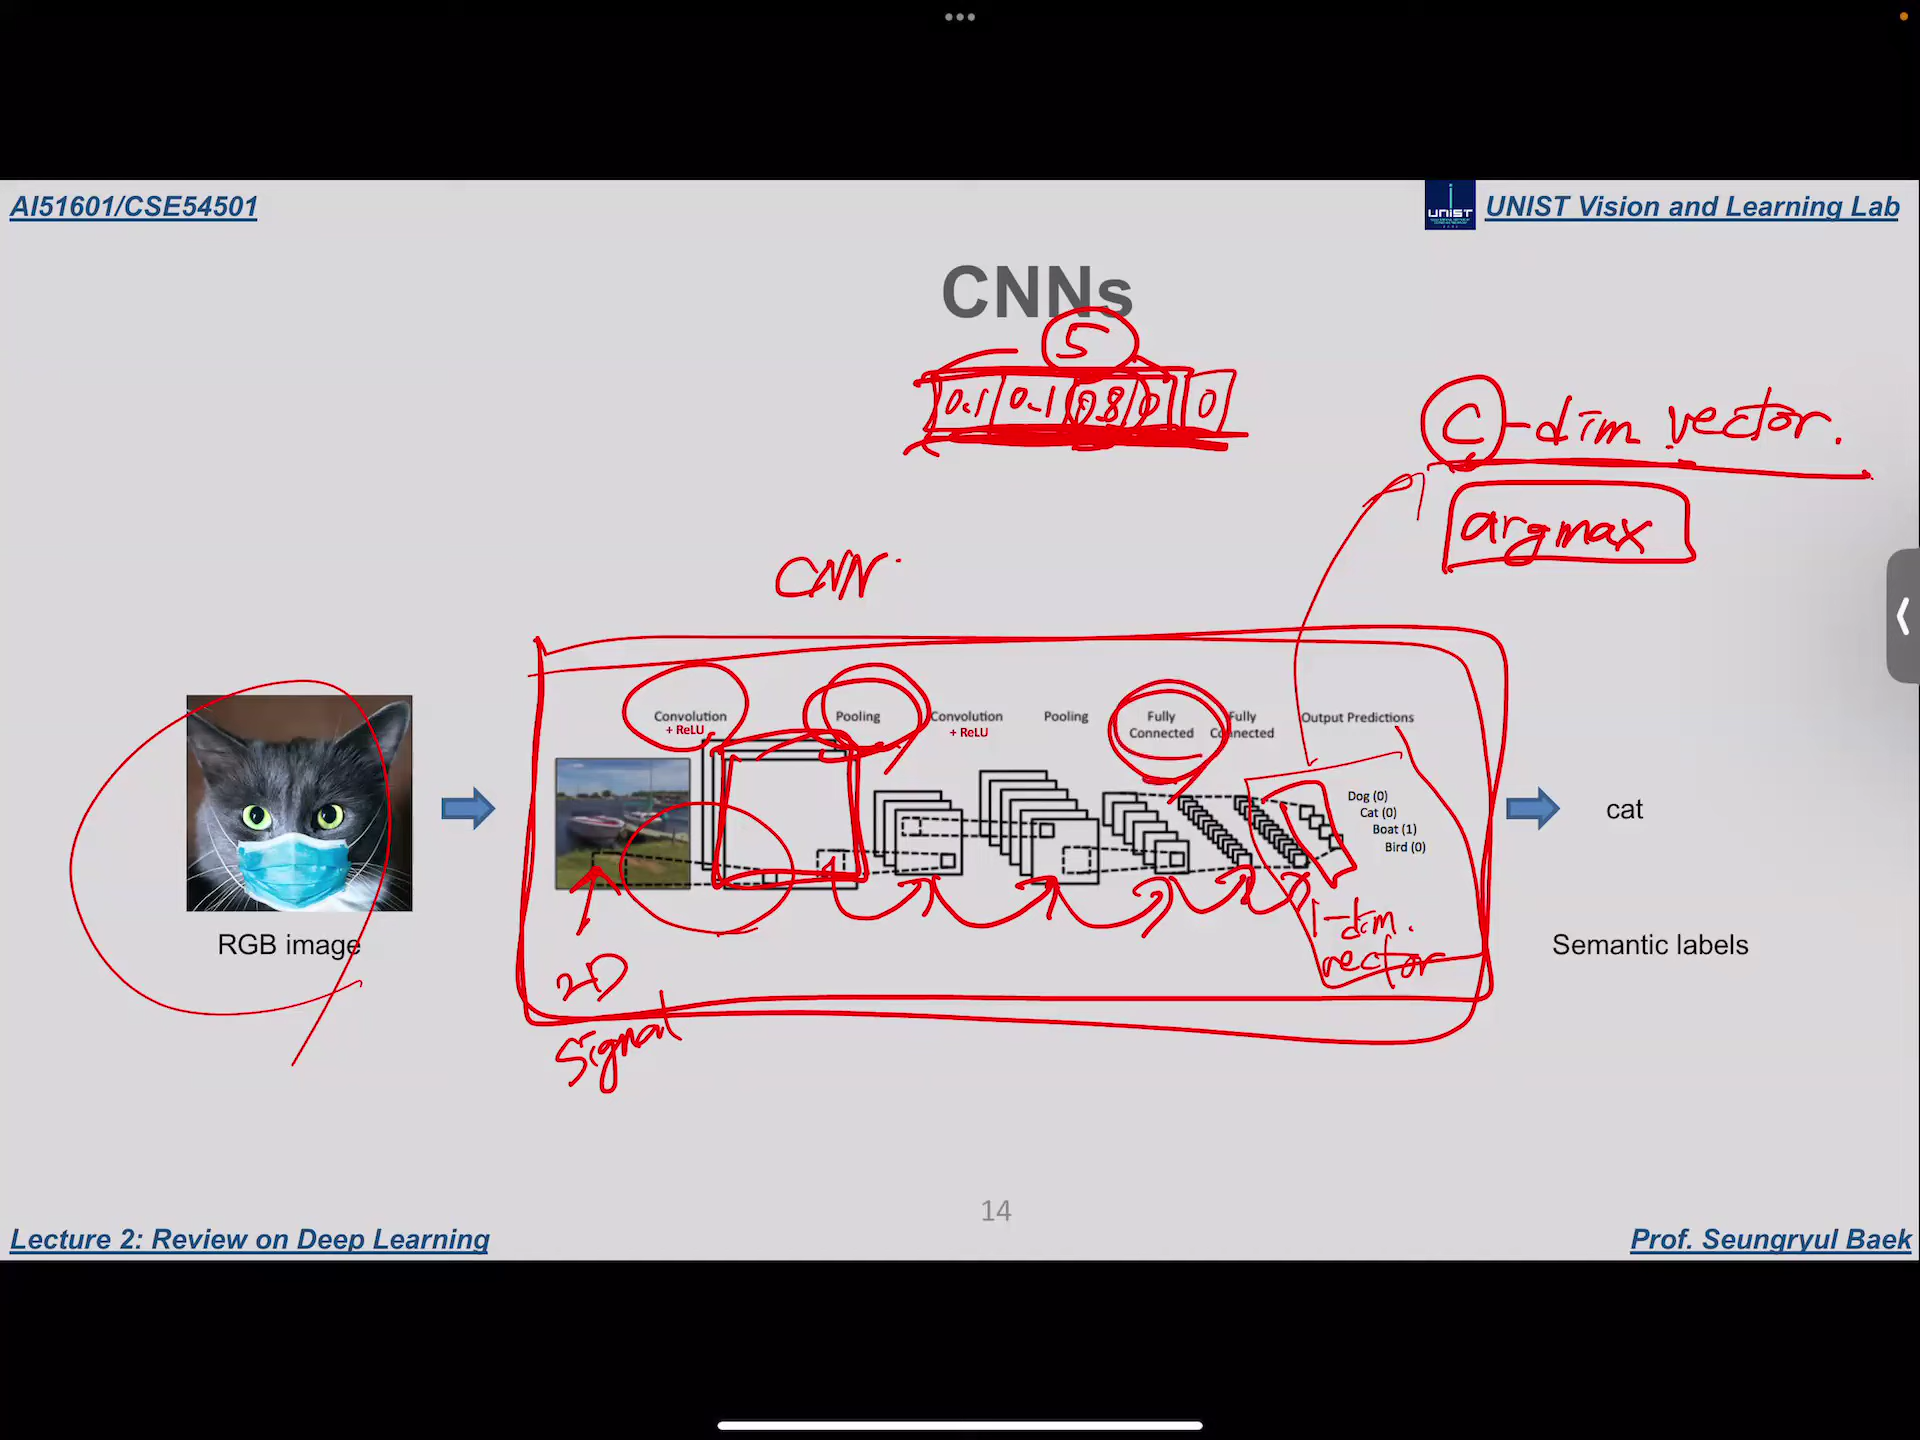 AI51601/CSE54501
UNIST
UNIST Vision and Learning Lab
CNNs
5
0.1 0.1 0.8 0 0
C-dim vector.
argmax
CNN
Convolution
+ ReLU
Pooling
Convolution
+ ReLU
Pooling
Fully
Connected
Fully
Connected
Output Predictions
Dog (0)
Cat (0)
Boat (1)
Bird (0)
cat
1-dim.
vector
RGB image
Semantic labels
2D
Signal
14
Lecture 2: Review on Deep Learning
Prof. Seungryul Baek